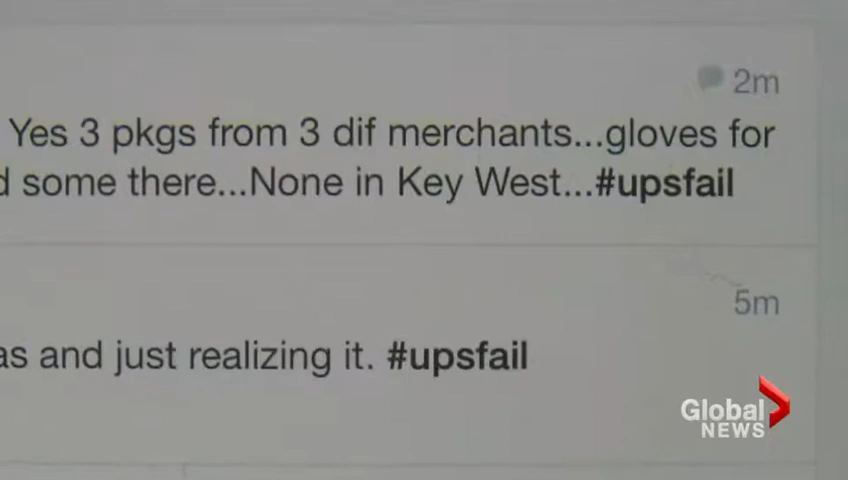 2m
Yes 3 pkgs from 3 dif merchants...gloves for
some there...None in Key West...#upsfail
5m
and just realizing it. #upsfail
Global
NEWS